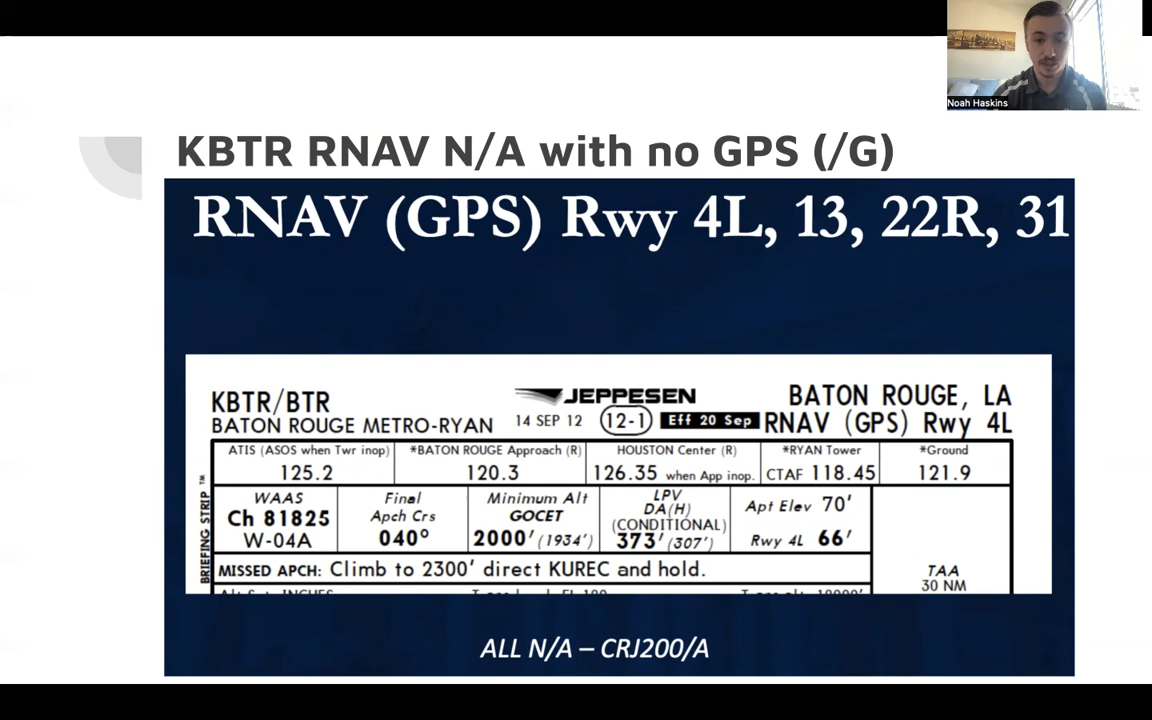 Noah Haskins
KBTR RNAV N/A with no GPS (/G)
RNAV (GPS) Rwy 4L, 13, 22R, 31
KBTR/BTR
BATON ROUGE METRO-RYAN
JEPPESEN
14 SEP 12 12-1 Eff 20 Sep
BATON ROUGE, LA
RNAV (GPS) Rwy 4L
BRIEFING STRIP ™
ATIS (ASOS when Twr inop)
125.2
*BATON ROUGE Approach (R)
120.3
HOUSTON Center (R)
126.35 when App inop.
*RYAN Tower
CTAF 118.45
*Ground
121.9
WAAS
Ch 81825
W-04A
Final
Apch Crs
040°
Minimum Alt
GOCET
2000' (1934')
LPV
DA(H)
(CONDITIONAL)
373' (307')
Apt Elev 70'
Rwy 4L 66'
MISSED APCH: Climb to 2300' direct KUREC and hold.
TAA
30 NM
ALL N/A – CRJ200/A